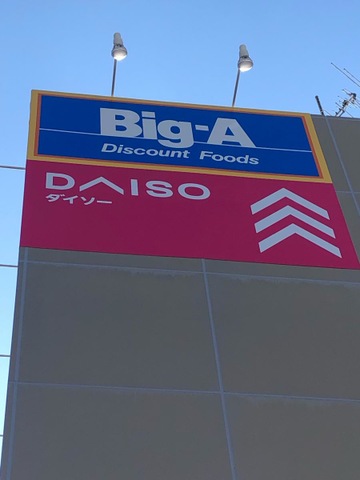 Big-A
Discount Foods
DAISO
ダイソー